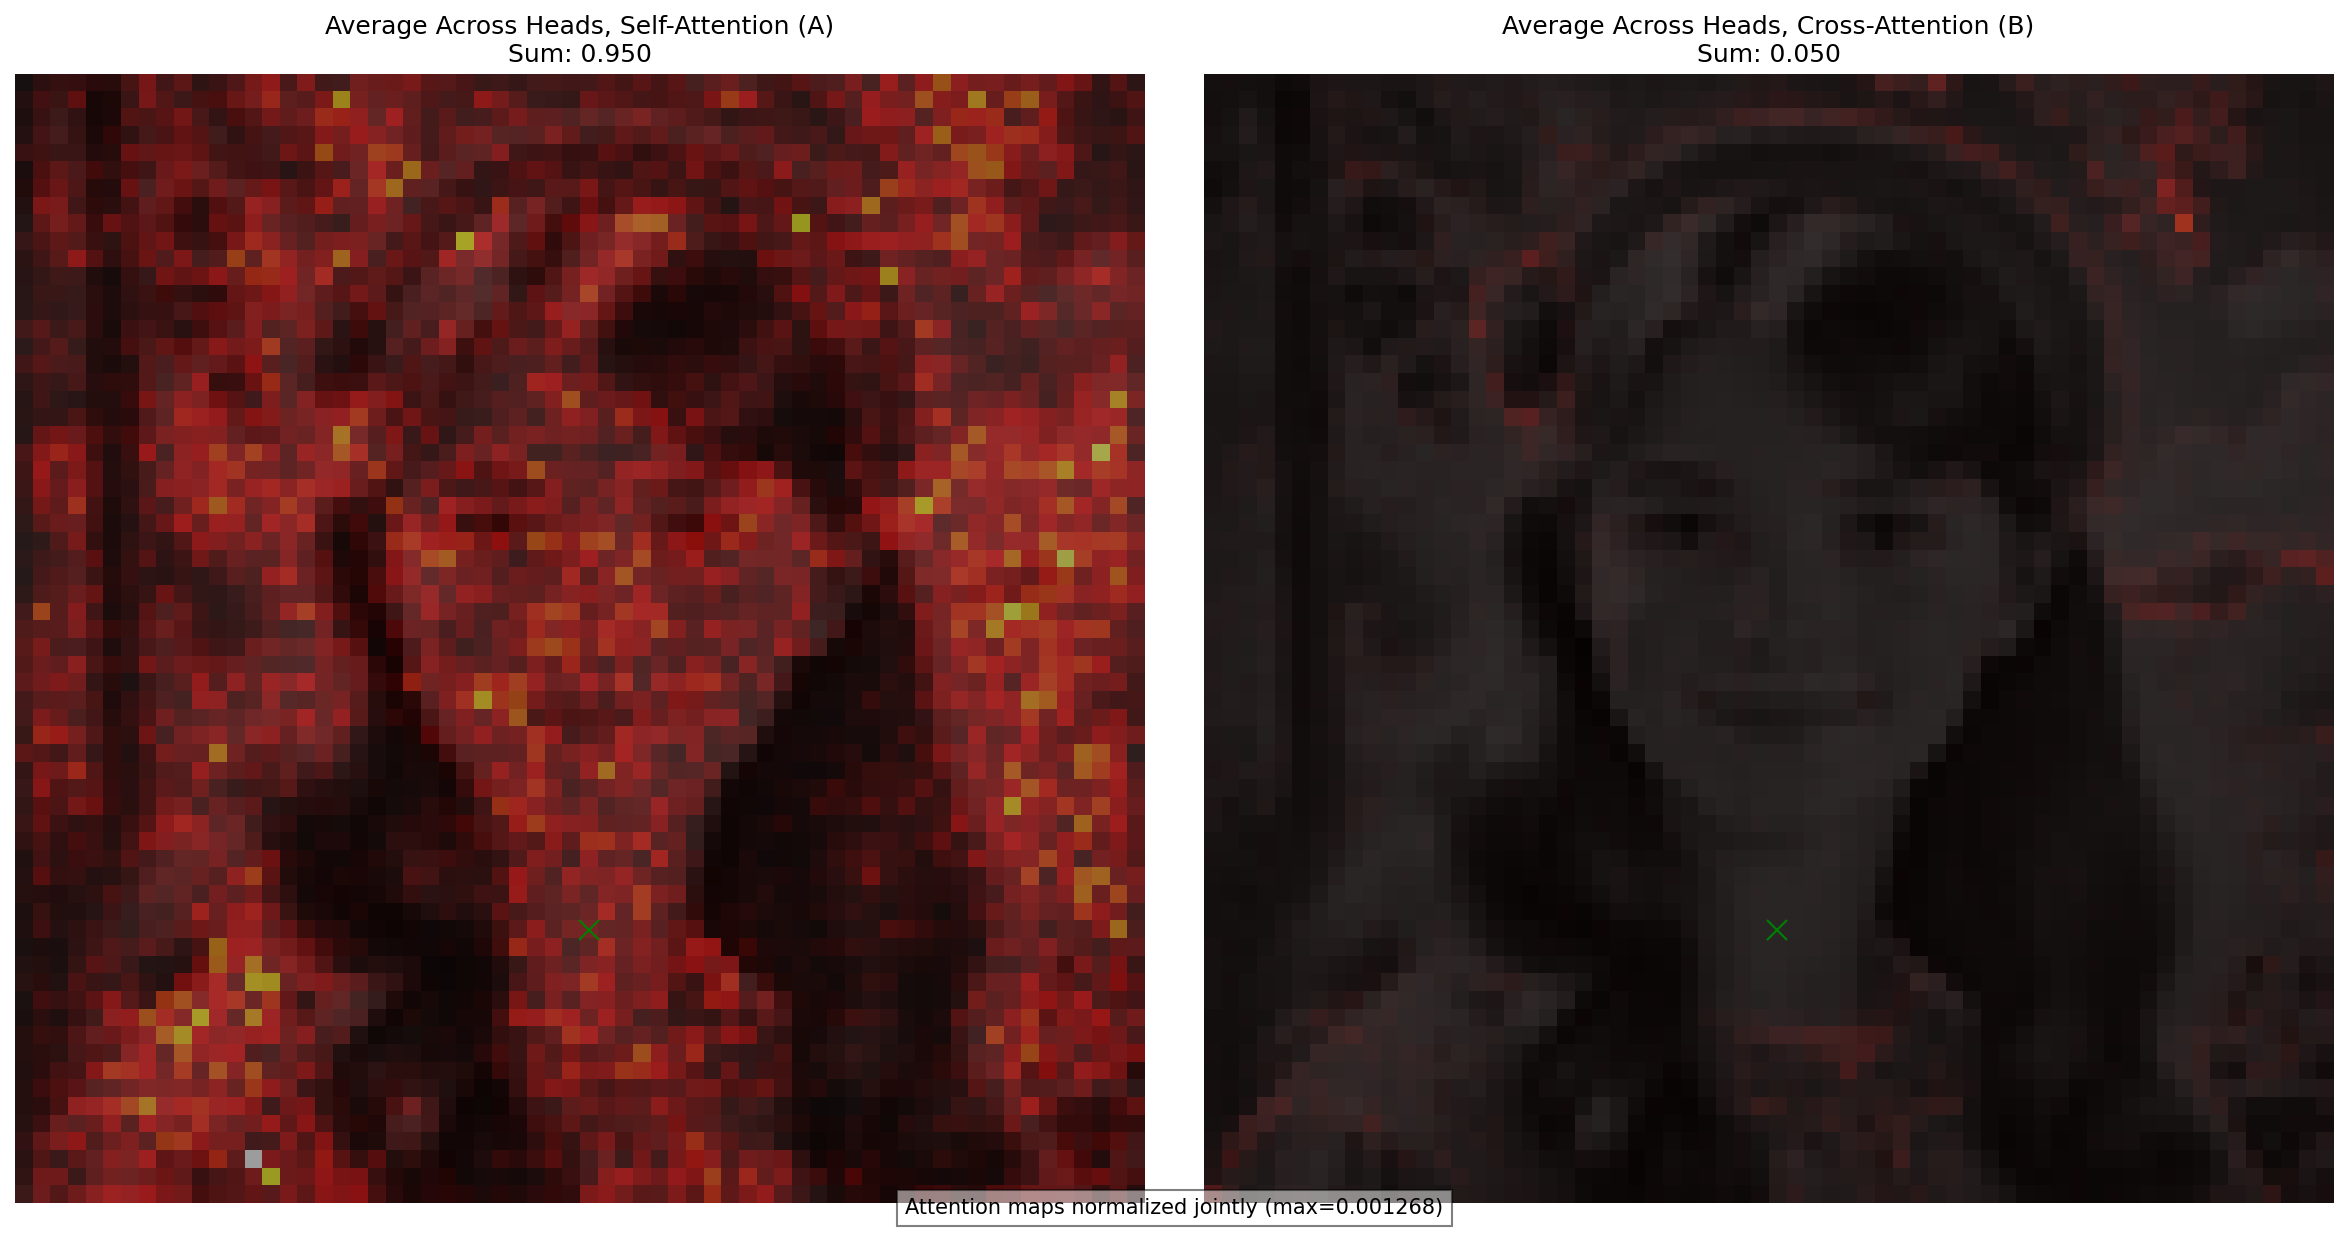 Average Across Heads, Self-Attention (A)
Sum: 0.950
Average Across Heads, Cross-Attention (B)
Sum: 0.050
Attention maps normalized jointly (max=0.001268)